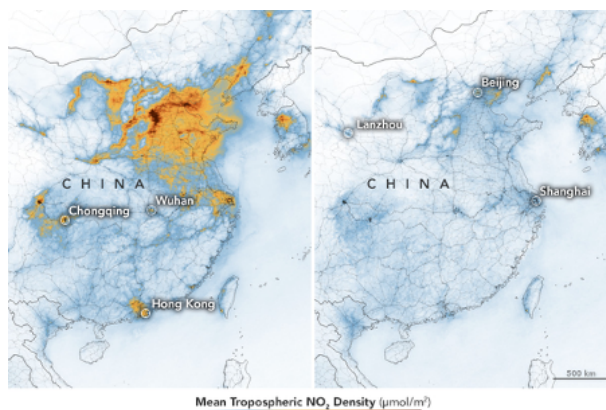 CHINA
Chongqing
Wuhan
Hong Kong
Beijing
Lanzhou
CHINA
Shanghai
500 km
Mean Tropospheric NO₂ Density (μmol/m²)